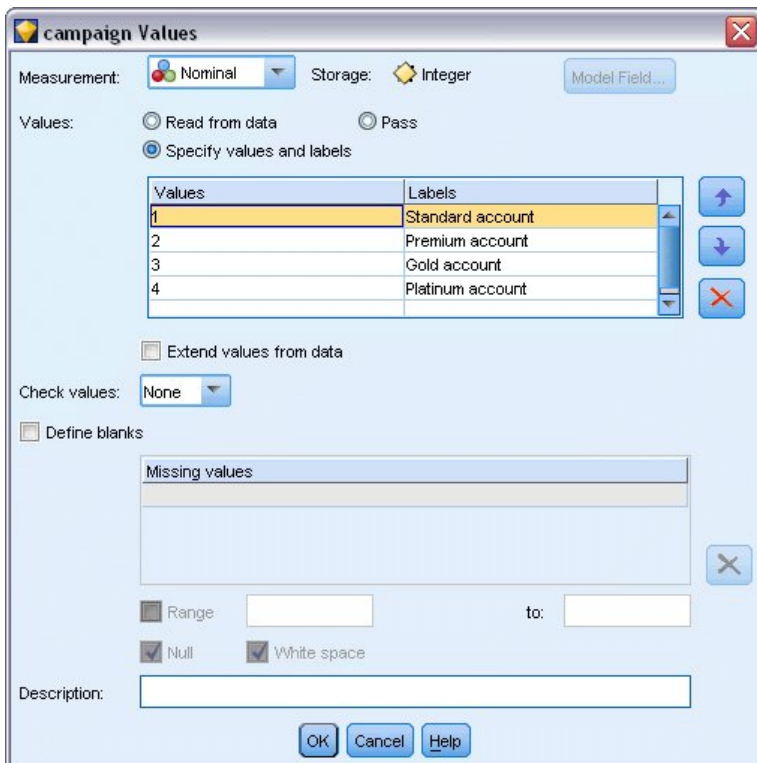 campaign Values
Measurement: Nominal Storage: Integer Model Field...
Values: Read from data Pass
Specify values and labels
Values Labels
1 Standard account
2 Premium account
3 Gold account
4 Platinum account
Extend values from data
Check values: None
Define blanks
Missing values
Range to:
Null White space
Description:
OK Cancel Help